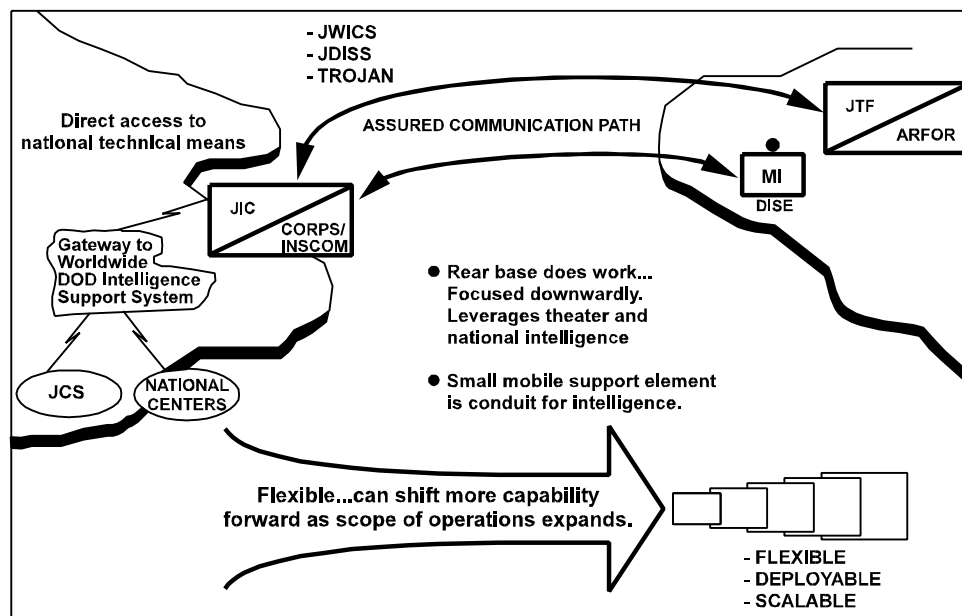 - JWICS
- JDISS
- TROJAN
Direct access to
national technical means
ASSURED COMMUNICATION PATH
JTF
ARFOR
MI
DISE
JIC
CORPS/
INSCOM
Gateway to
Worldwide
DOD Intelligence
Support System
● Rear base does work...
Focused downwardly.
Leverages theater and
national intelligence
● Small mobile support element
is conduit for intelligence.
JCS
NATIONAL
CENTERS
Flexible...can shift more capability
forward as scope of operations expands.
- FLEXIBLE
- DEPLOYABLE
- SCALABLE